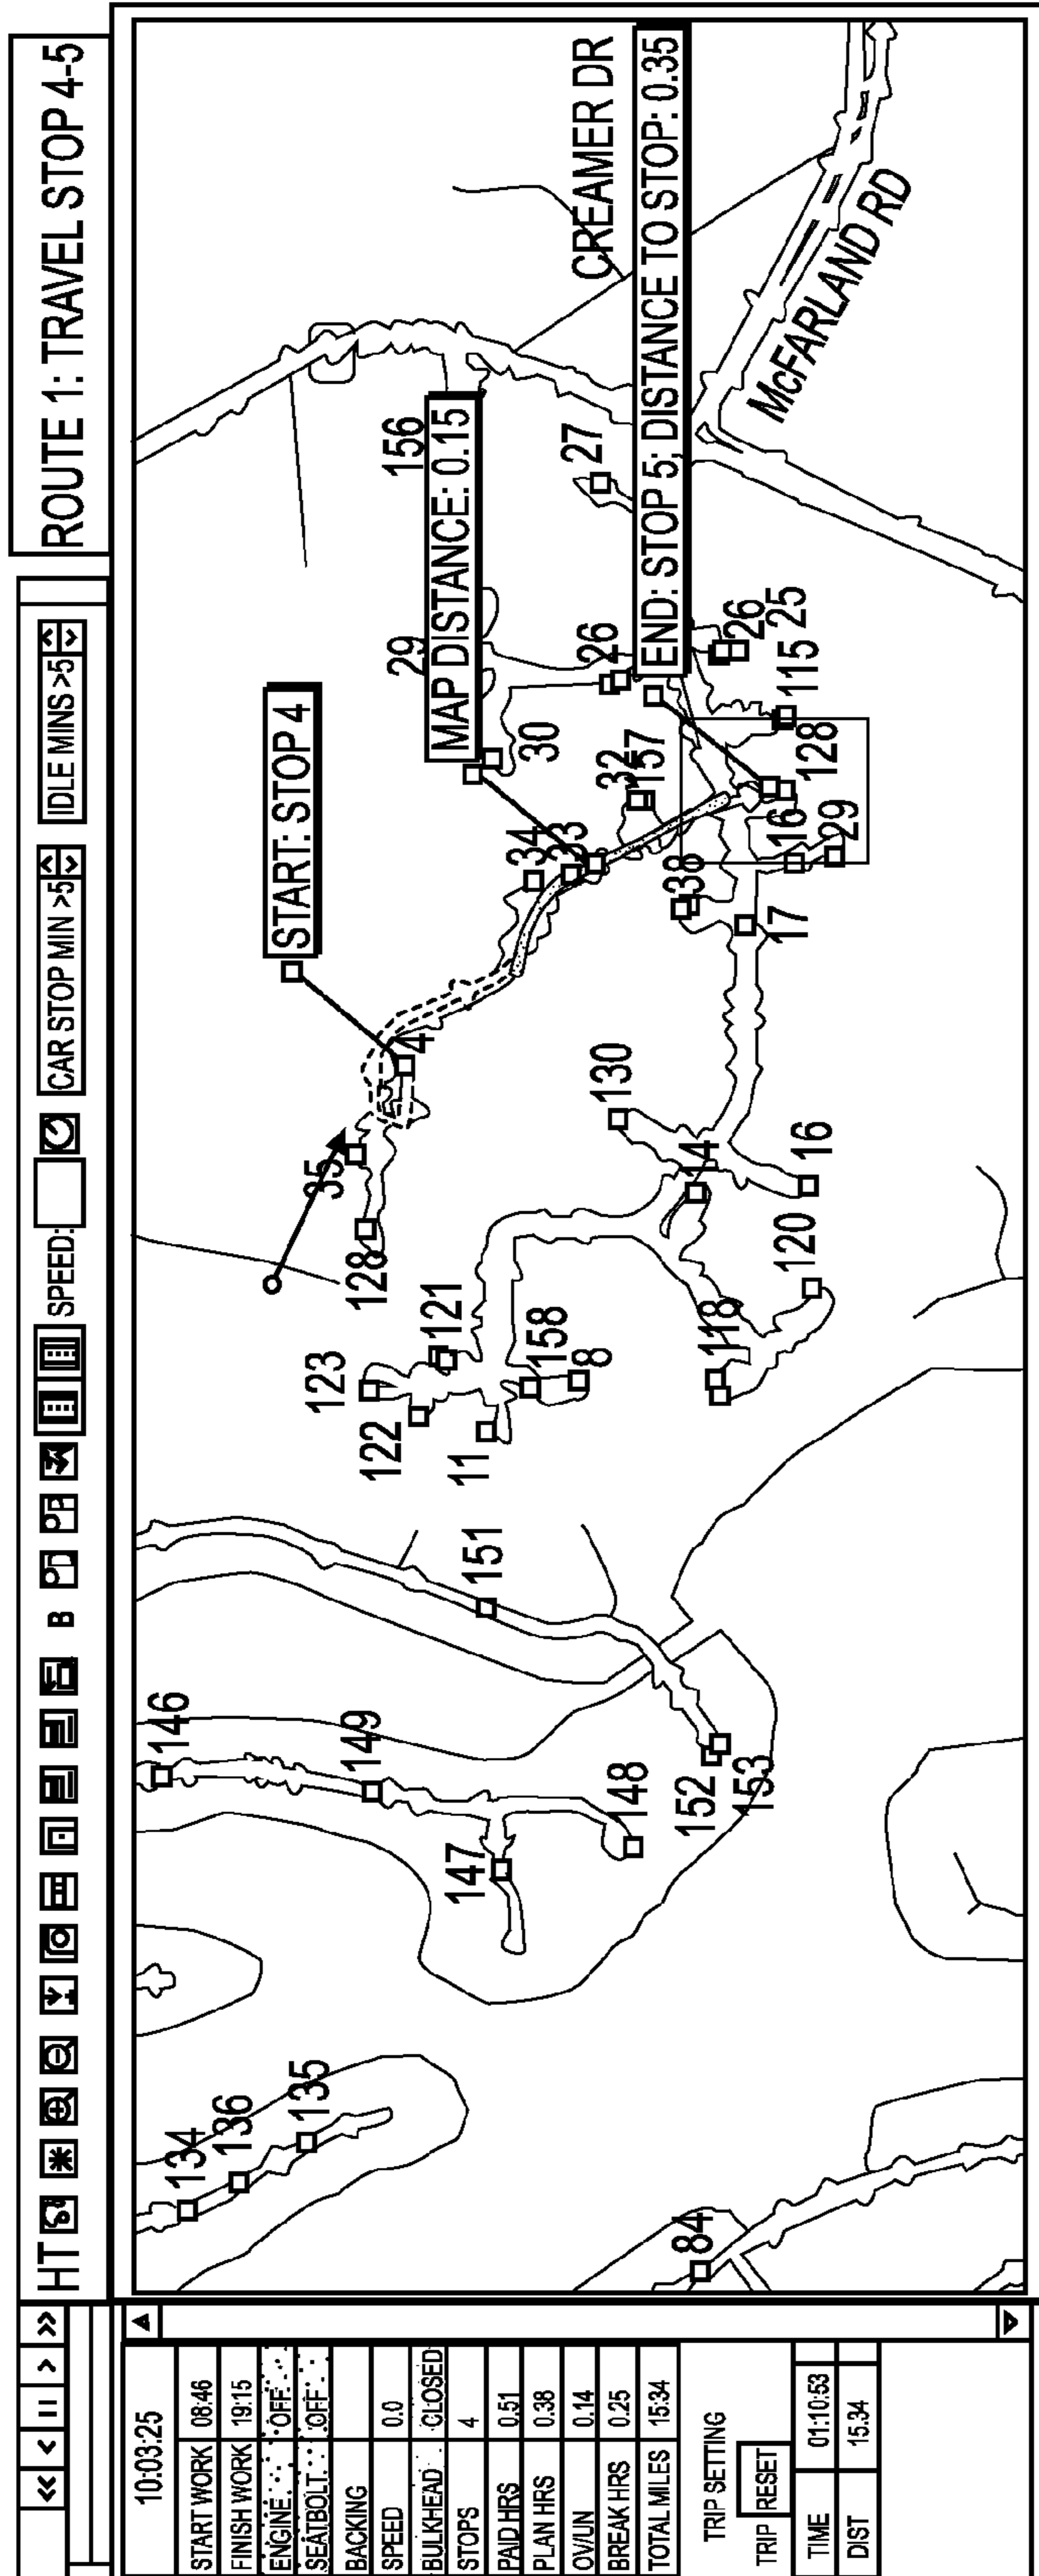 ROUTE 1: TRAVEL STOP 4-5
<< < II > >>
HT
B
SPEED:
CAR STOP MIN >5
IDLE MINS >5
10:03:25
START WORK 08:46
FINISH WORK 19:15
ENGINE OFF
SEATBOLT OFF
BACKING
SPEED 0.0
BULKHEAD CLOSED
STOPS 4
PAID HRS 0.51
PLAN HRS 0.38
OV/UN 0.14
BREAK HRS 0.25
TOTAL MILES 15:34
TRIP SETTING
TRIP RESET
TIME 01:10:53
DIST 15.34
134
136
135
84
146
149
147
148
151
152
153
123
122
121
11
158
8
118
120
128
35
4
START: STOP 4
14
130
16
17
38
34
33
32
157
30
29
MAP DISTANCE: 0.15
156
26
27
CREAMER DR
END: STOP 5; DISTANCE TO STOP: 0.35
16
29
128
115
25
26
McFARLAND RD